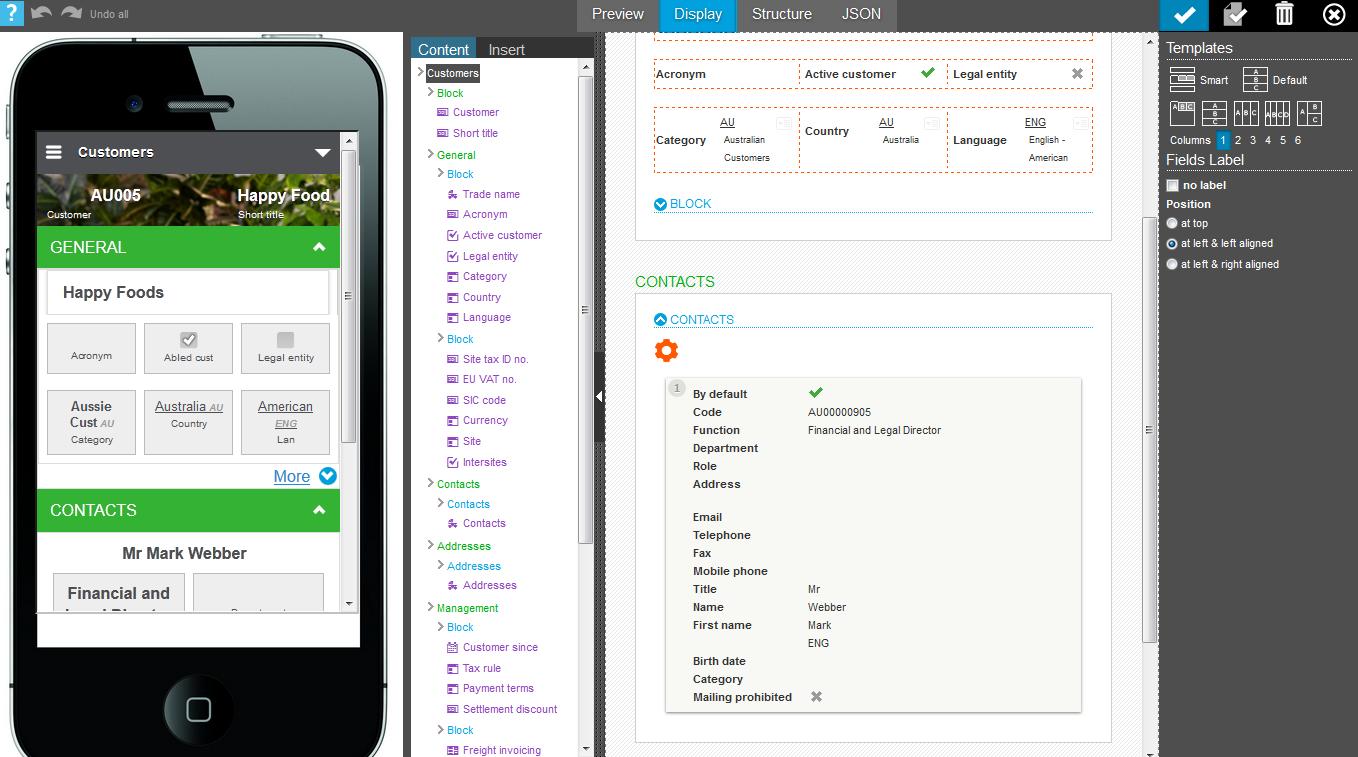 ? Undo all
Preview Display Structure JSON
Customers
AU005 Happy Food
Customer Short title
GENERAL
Happy Foods
Acronym Abled cust Legal entity
Aussie Cust AU Australia AU American ENG
Category Country Lan
More
CONTACTS
Mr Mark Webber
Financial and
Content Insert
Customers
Block
Customer
Short title
General
Block
Trade name
Acronym
Active customer
Legal entity
Category
Country
Language
Block
Site tax ID no.
EU VAT no.
SIC code
Currency
Site
Intersites
Contacts
Contacts
Contacts
Addresses
Addresses
Addresses
Management
Block
Customer since
Tax rule
Payment terms
Settlement discount
Block
Freight invoicing
Acronym Active customer Legal entity
Category AU Australian Customers Country AU Australia Language ENG English - American
BLOCK
CONTACTS
CONTACTS
1
By default
Code AU00000905
Function Financial and Legal Director
Department
Role
Address
Email
Telephone
Fax
Mobile phone
Title Mr
Name Webber
First name Mark
ENG
Birth date
Category
Mailing prohibited
Templates
Smart Default
A B C
A B C
A B C
A B C
A B C D
A B C
Columns 1 2 3 4 5 6
Fields Label
no label
Position
at top
at left & left aligned
at left & right aligned